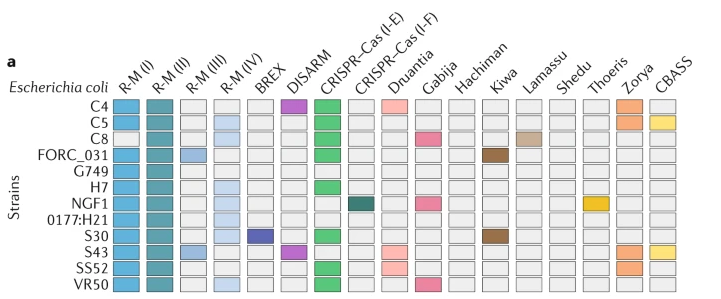 a
Escherichia coli
R-M (I)
R-M (II)
R-M (III)
R-M (IV)
BREX
DISARM
CRISPR–Cas (I-E)
CRISPR–Cas (I-F)
Druantia
Gabija
Hachiman
Kiwa
Lamassu
Shedu
Thoeris
Zorya
CBASS
Strains
C4
C5
C8
FORC_031
G749
H7
NGF1
0177:H21
S30
S43
SS52
VR50